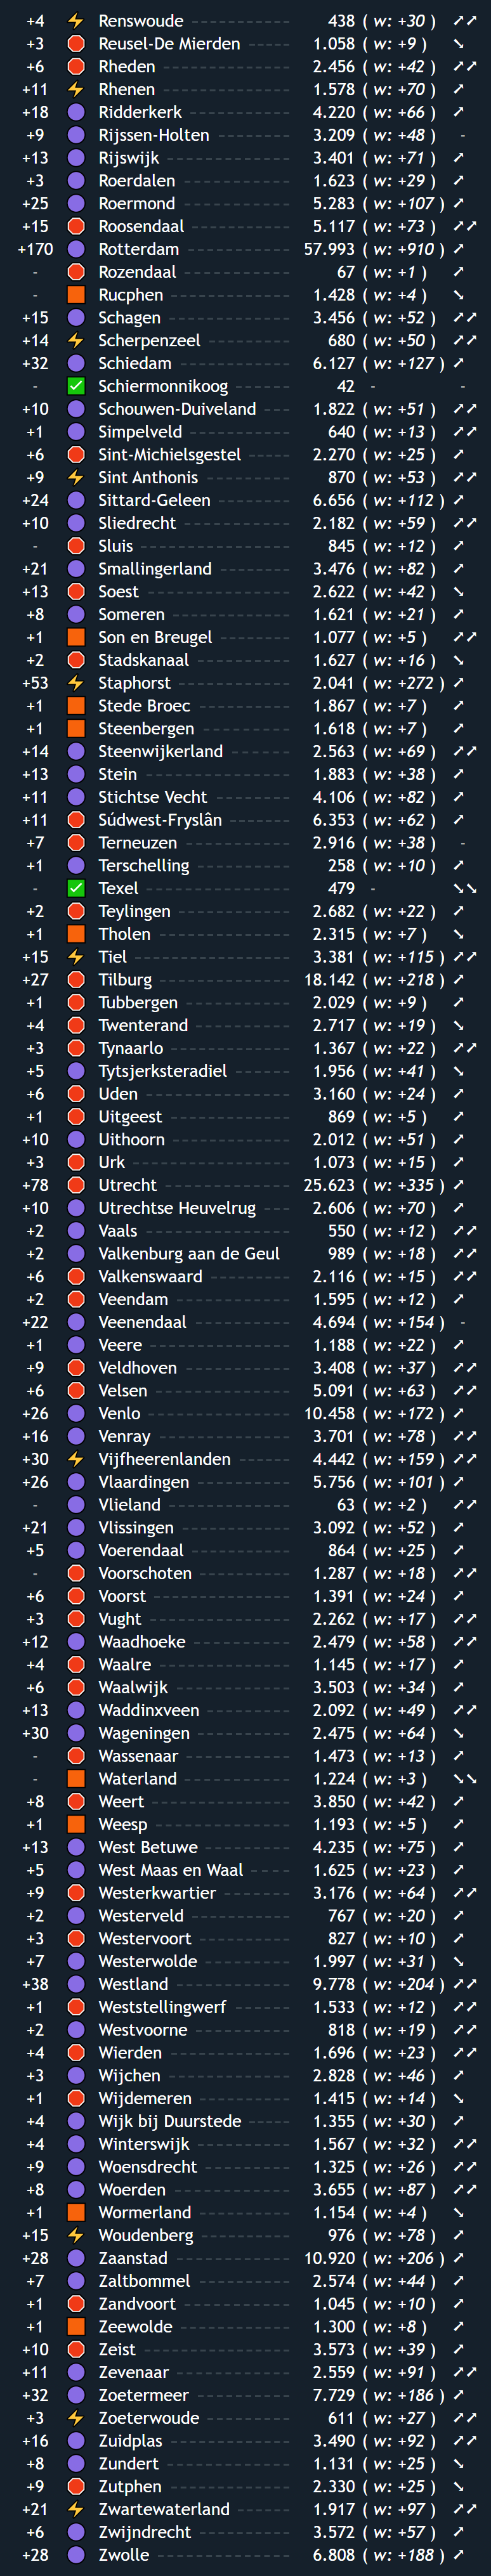 +4 Renswoude 438 ( w: +30 )
+3 Reusel-De Mierden 1.058 ( w: +9 )
+6 Rheden 2.456 ( w: +42 )
+11 Rhenen 1.578 ( w: +70 )
+18 Ridderkerk 4.220 ( w: +66 )
+9 Rijssen-Holten 3.209 ( w: +48 ) -
+13 Rijswijk 3.401 ( w: +71 )
+3 Roerdalen 1.623 ( w: +29 )
+25 Roermond 5.283 ( w: +107 )
+15 Roosendaal 5.117 ( w: +73 )
+170 Rotterdam 57.993 ( w: +910 )
- Rozendaal 67 ( w: +1 )
- Rucphen 1.428 ( w: +4 )
+15 Schagen 3.456 ( w: +52 )
+14 Scherpenzeel 680 ( w: +50 )
+32 Schiedam 6.127 ( w: +127 )
- Schiermonnikoog 42 - -
+10 Schouwen-Duiveland 1.822 ( w: +51 )
+1 Simpelveld 640 ( w: +13 )
+6 Sint-Michielsgestel 2.270 ( w: +25 )
+9 Sint Anthonis 870 ( w: +53 )
+24 Sittard-Geleen 6.656 ( w: +112 )
+10 Sliedrecht 2.182 ( w: +59 )
- Sluis 845 ( w: +12 )
+21 Smallingerland 3.476 ( w: +82 )
+13 Soest 2.622 ( w: +42 )
+8 Someren 1.621 ( w: +21 )
+1 Son en Breugel 1.077 ( w: +5 )
+2 Stadskanaal 1.627 ( w: +16 )
+53 Staphorst 2.041 ( w: +272 )
+1 Stede Broec 1.867 ( w: +7 )
+1 Steenbergen 1.618 ( w: +7 )
+14 Steenwijkerland 2.563 ( w: +69 )
+13 Stein 1.883 ( w: +38 )
+11 Stichtse Vecht 4.106 ( w: +82 )
+11 Súdwest-Fryslân 6.353 ( w: +62 )
+7 Terneuzen 2.916 ( w: +38 ) -
+1 Terschelling 258 ( w: +10 )
- Texel 479 -
+2 Teylingen 2.682 ( w: +22 )
+1 Tholen 2.315 ( w: +7 )
+15 Tiel 3.381 ( w: +115 )
+27 Tilburg 18.142 ( w: +218 )
+1 Tubbergen 2.029 ( w: +9 )
+4 Twenterand 2.717 ( w: +19 )
+3 Tynaarlo 1.367 ( w: +22 )
+5 Tytsjerksteradiel 1.956 ( w: +41 )
+6 Uden 3.160 ( w: +24 )
+1 Uitgeest 869 ( w: +5 )
+10 Uithoorn 2.012 ( w: +51 )
+3 Urk 1.073 ( w: +15 )
+78 Utrecht 25.623 ( w: +335 )
+10 Utrechtse Heuvelrug 2.606 ( w: +70 )
+2 Vaals 550 ( w: +12 )
+2 Valkenburg aan de Geul 989 ( w: +18 )
+6 Valkenswaard 2.116 ( w: +15 )
+2 Veendam 1.595 ( w: +12 )
+22 Veenendaal 4.694 ( w: +154 ) -
+1 Veere 1.188 ( w: +22 )
+9 Veldhoven 3.408 ( w: +37 )
+6 Velsen 5.091 ( w: +63 )
+26 Venlo 10.458 ( w: +172 )
+16 Venray 3.701 ( w: +78 )
+30 Vijfheerenlanden 4.442 ( w: +159 )
+26 Vlaardingen 5.756 ( w: +101 )
- Vlieland 63 ( w: +2 )
+21 Vlissingen 3.092 ( w: +52 )
+5 Voerendaal 864 ( w: +25 )
- Voorschoten 1.287 ( w: +18 )
+6 Voorst 1.391 ( w: +24 )
+3 Vught 2.262 ( w: +17 )
+12 Waadhoeke 2.479 ( w: +58 )
+4 Waalre 1.145 ( w: +17 )
+6 Waalwijk 3.503 ( w: +34 )
+13 Waddinxveen 2.092 ( w: +49 )
+30 Wageningen 2.475 ( w: +64 )
- Wassenaar 1.473 ( w: +13 )
- Waterland 1.224 ( w: +3 )
+8 Weert 3.850 ( w: +42 )
+1 Weesp 1.193 ( w: +5 )
+13 West Betuwe 4.235 ( w: +75 )
+5 West Maas en Waal 1.625 ( w: +23 )
+9 Westerkwartier 3.176 ( w: +64 )
+2 Westerveld 767 ( w: +20 )
+3 Westervoort 827 ( w: +10 )
+7 Westerwolde 1.997 ( w: +31 )
+38 Westland 9.778 ( w: +204 )
+1 Weststellingwerf 1.533 ( w: +12 )
+2 Westvoorne 818 ( w: +19 )
+4 Wierden 1.696 ( w: +23 )
+3 Wijchen 2.828 ( w: +46 )
+1 Wijdemeren 1.415 ( w: +14 )
+4 Wijk bij Duurstede 1.355 ( w: +30 )
+4 Winterswijk 1.567 ( w: +32 )
+9 Woensdrecht 1.325 ( w: +26 )
+8 Woerden 3.655 ( w: +87 )
+1 Wormerland 1.154 ( w: +4 )
+15 Woudenberg 976 ( w: +78 )
+28 Zaanstad 10.920 ( w: +206 )
+7 Zaltbommel 2.574 ( w: +44 )
+1 Zandvoort 1.045 ( w: +10 )
+1 Zeewolde 1.300 ( w: +8 )
+10 Zeist 3.573 ( w: +39 )
+11 Zevenaar 2.559 ( w: +91 )
+32 Zoetermeer 7.729 ( w: +186 )
+3 Zoeterwoude 611 ( w: +27 )
+16 Zuidplas 3.490 ( w: +92 )
+8 Zundert 1.131 ( w: +25 )
+9 Zutphen 2.330 ( w: +25 )
+21 Zwartewaterland 1.917 ( w: +97 )
+6 Zwijndrecht 3.572 ( w: +57 )
+28 Zwolle 6.808 ( w: +188 )